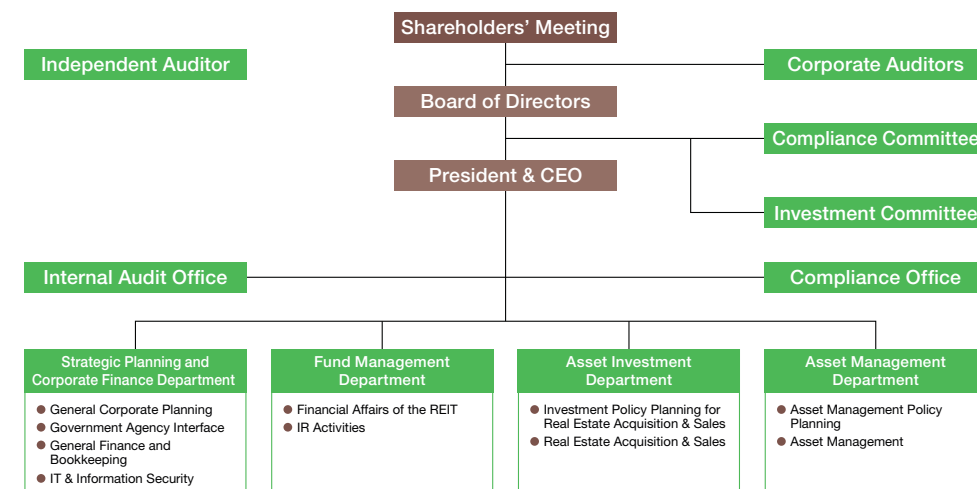 Shareholders' Meeting
Independent Auditor
Corporate Auditors
Board of Directors
Compliance Committee
President & CEO
Investment Committee
Internal Audit Office
Compliance Office
Strategic Planning and
Corporate Finance Department
● General Corporate Planning
● Government Agency Interface
● General Finance and
Bookkeeping
● IT & Information Security
Fund Management
Department
● Financial Affairs of the REIT
● IR Activities
Asset Investment
Department
● Investment Policy Planning for
Real Estate Acquisition & Sales
● Real Estate Acquisition & Sales
Asset Management
Department
● Asset Management Policy
Planning
● Asset Management